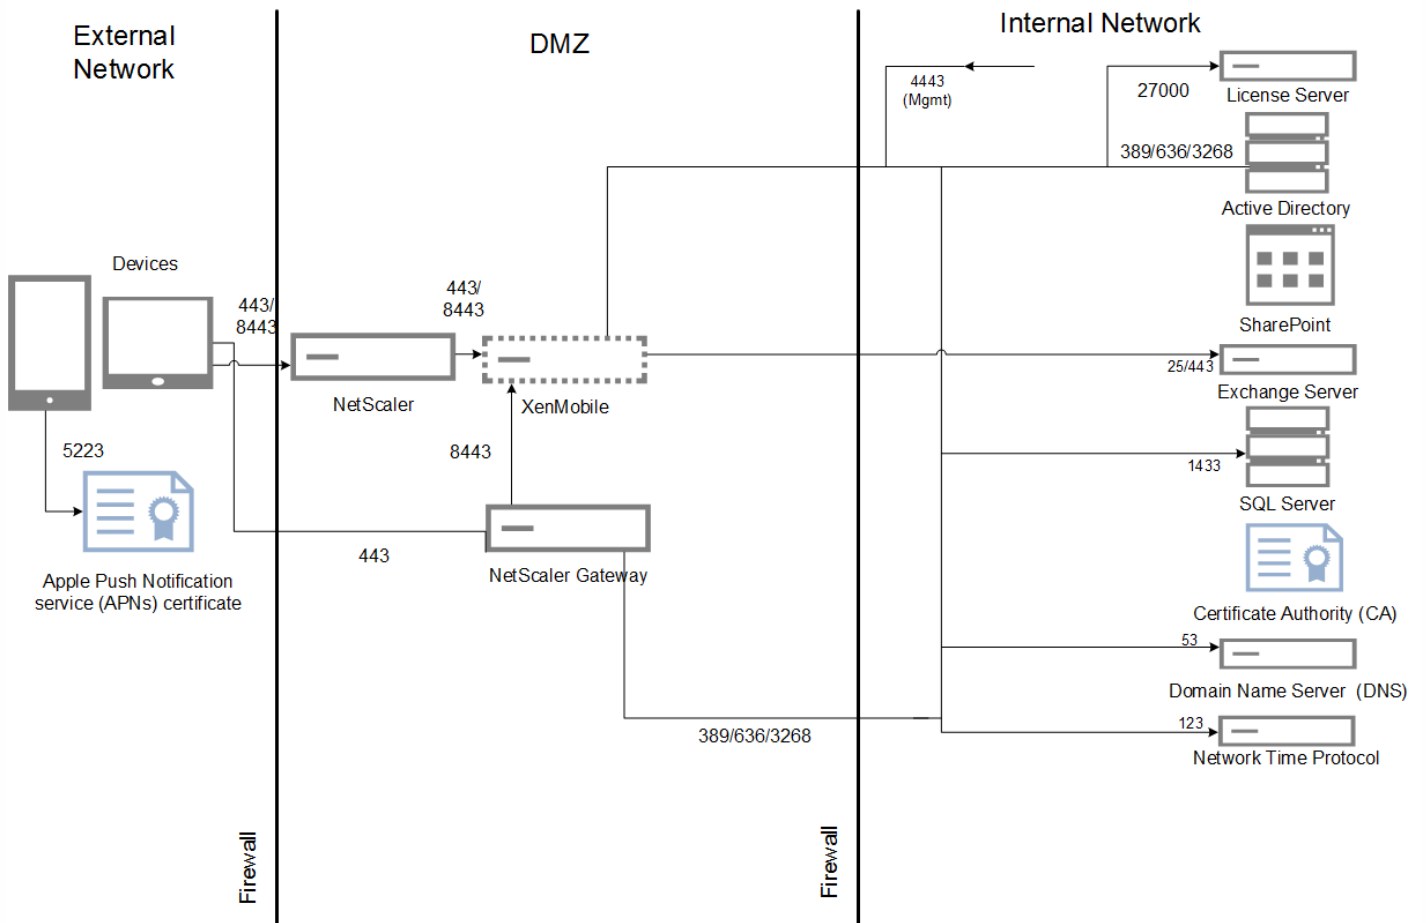 External
Network
DMZ
Internal Network
4443
(Mgmt)
27000
License Server
389/636/3268
Active Directory
SharePoint
Devices
443/
8443
443/
8443
NetScaler
XenMobile
25/443
Exchange Server
5223
8443
1433
SQL Server
443
NetScaler Gateway
Apple Push Notification
service (APNs) certificate
Certificate Authority (CA)
53
Domain Name Server (DNS)
389/636/3268
123
Network Time Protocol
Firewall
Firewall